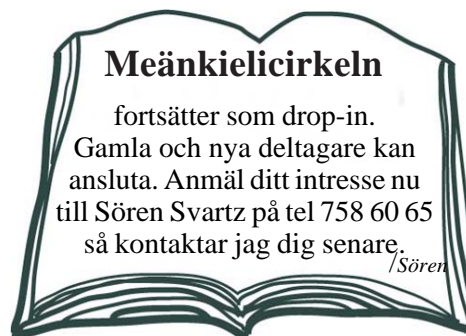 Meänkielicirkeln
fortsätter som drop-in.
Gamla och nya deltagare kan
ansluta. Anmäl ditt intresse nu
till Sören Svartz på tel 758 60 65
så kontaktar jag dig senare.
/Sören